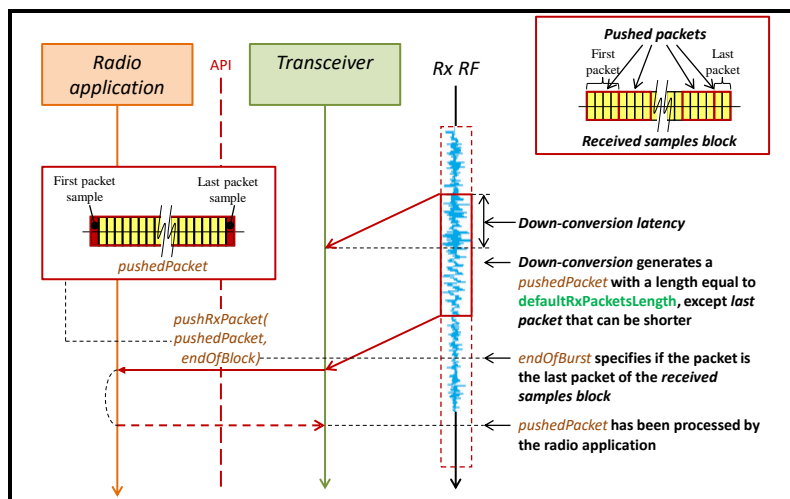 Radio
application
API
Transceiver
Rx RF
Pushed packets
First
packet
Last
packet
Received samples block
First packet
sample
Last packet
sample
pushedPacket
Down-conversion latency
Down-conversion generates a
pushedPacket with a length equal to
defaultRxPacketsLength, except last
packet that can be shorter
pushRxPacket(
pushedPacket,
endOfBlock)
endOfBurst specifies if the packet is
the last packet of the received
samples block
pushedPacket has been processed by
the radio application